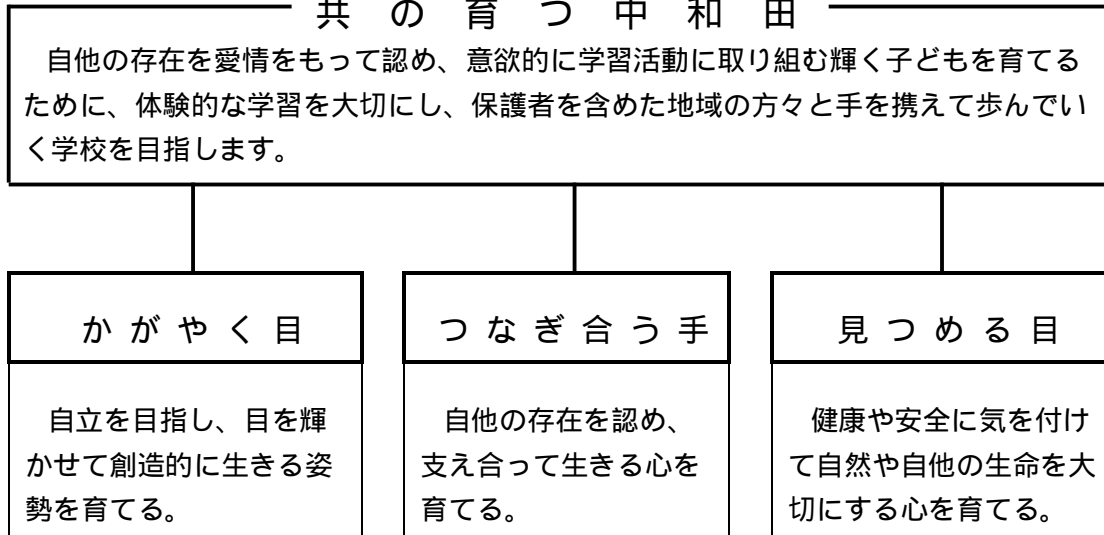 共の育つ中和田
自他の存在を愛情をもって認め、意欲的に学習活動に取り組む輝く子どもを育てる
ために、体験的な学習を大切にし、保護者を含めた地域の方々と手を携えて歩んでい
く学校を目指します。
かがやく目
自立を目指し、目を輝
かせて創造的に生きる姿
勢を育てる。
つなぎ合う手
自他の存在を認め、
支え合って生きる心を
育てる。
見つめる目
健康や安全に気を付け
て自然や自他の生命を大
切にする心を育てる。